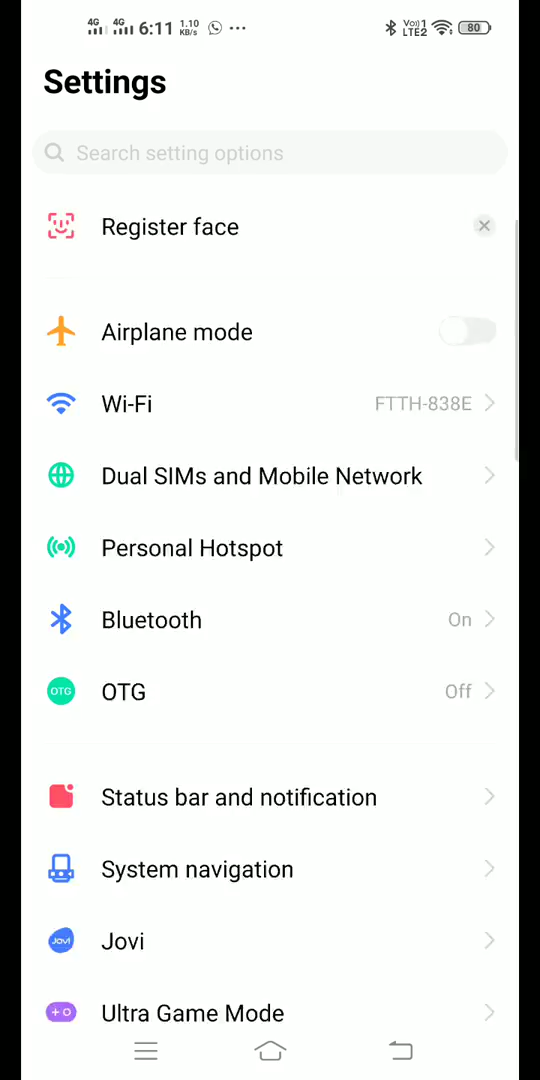 4G 4G 6:11 1.10 KB/s ... Vo)) 1 LTE2 80
Settings
Search setting options
Register face
Airplane mode
Wi-Fi FTTH-838E
Dual SIMs and Mobile Network
Personal Hotspot
Bluetooth On
OTG OTG Off
Status bar and notification
System navigation
Jovi Jovi
Ultra Game Mode